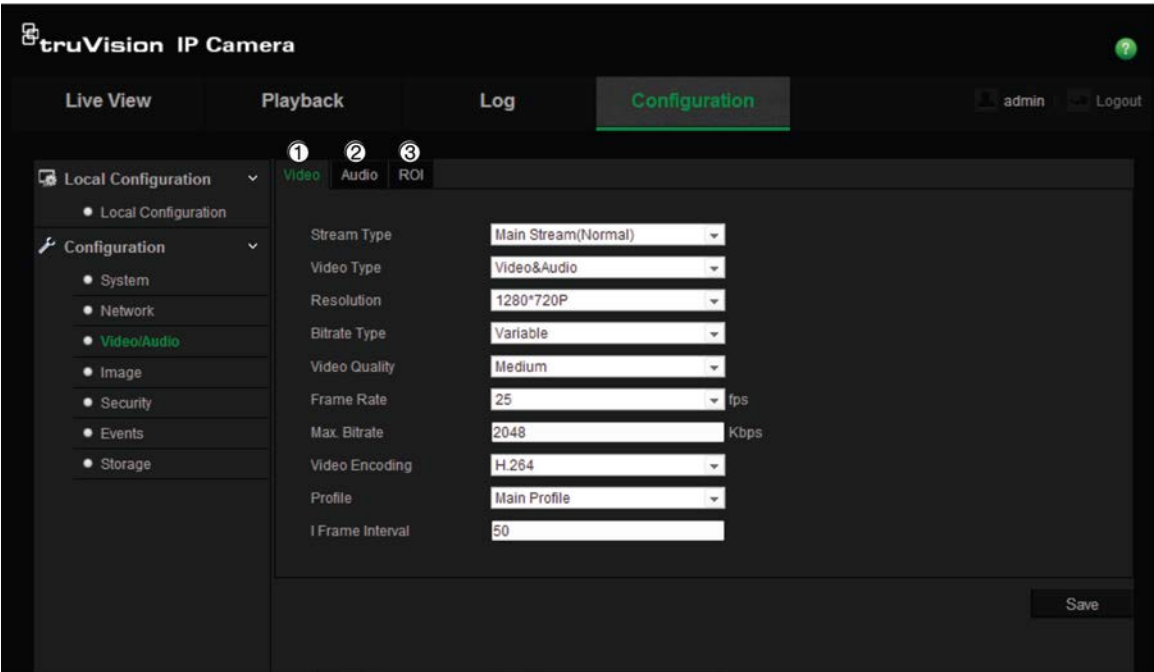 truVision IP Camera
?
Live View Playback Log Configuration admin Logout
① ② ③
Video Audio ROI
Local Configuration
Local Configuration
Configuration
System
Network
Video/Audio
Image
Security
Events
Storage
Stream Type Main Stream(Normal)
Video Type Video&Audio
Resolution 1280*720P
Bitrate Type Variable
Video Quality Medium
Frame Rate 25 fps
Max. Bitrate 2048 Kbps
Video Encoding H.264
Profile Main Profile
I Frame Interval 50
Save